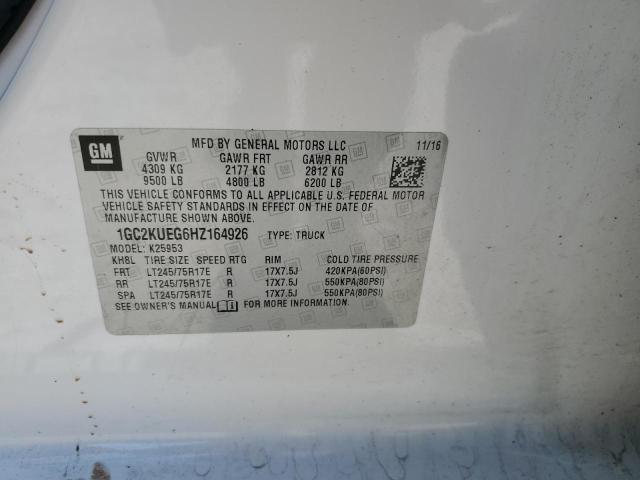 GM
MFD BY GENERAL MOTORS LLC 11/16
GVWR GAWR FRT GAWR RR
4309 KG 2177 KG 2812 KG
9500 LB 4800 LB 6200 LB
THIS VEHICLE CONFORMS TO ALL APPLICABLE U.S. FEDERAL MOTOR
VEHICLE SAFETY STANDARDS IN EFFECT ON THE DATE OF
MANUFACTURE SHOWN ABOVE.
1GC2KUEG6HZ164926 TYPE: TRUCK
MODEL: K25953
KH8L TIRE SIZE SPEED RTG RIM COLD TIRE PRESSURE
FRT LT245/75R17E R 17X7.5J 420KPA(60PSI)
RR LT245/75R17E R 17X7.5J 550KPA(80PSI)
SPA LT245/75R17E R 17X7.5J 550KPA(80PSI)
SEE OWNER'S MANUAL FOR MORE INFORMATION.